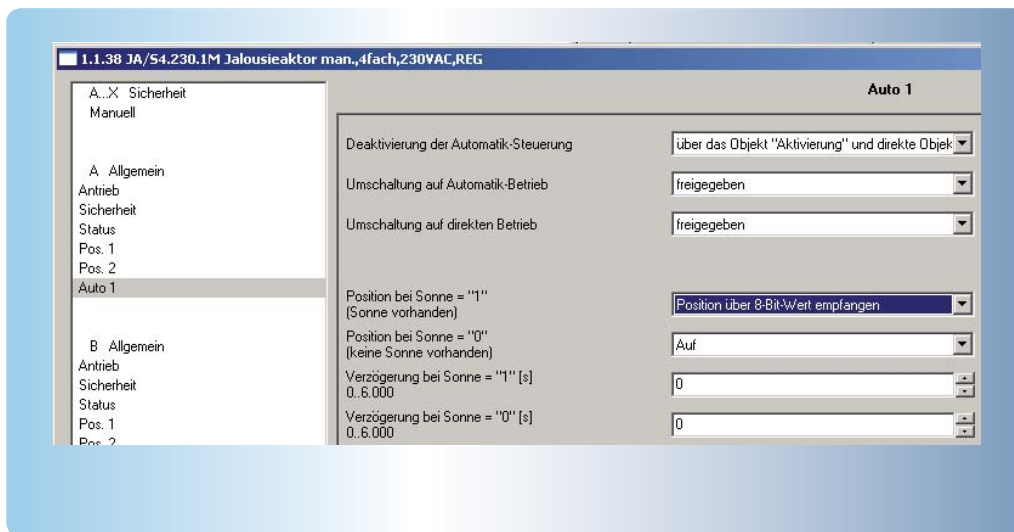 1.1.38 JA/S4.230.1M Jalousieaktor man.,4fach,230VAC,REG
A...X Sicherheit
Manuell
A Allgemein
Antrieb
Sicherheit
Status
Pos. 1
Pos. 2
Auto 1
B Allgemein
Antrieb
Sicherheit
Status
Pos. 1
Pos. 2
Auto 1
Deaktivierung der Automatik-Steuerung
über das Objekt "Aktivierung" und direkte Objek
Umschaltung auf Automatik-Betrieb
freigegeben
Umschaltung auf direkten Betrieb
freigegeben
Position bei Sonne = "1"
(Sonne vorhanden)
Position über 8-Bit-Wert empfangen
Position bei Sonne = "0"
(keine Sonne vorhanden)
Auf
Verzögerung bei Sonne = "1" [s]
0..6.000
0
Verzögerung bei Sonne = "0" [s]
0..6.000
0